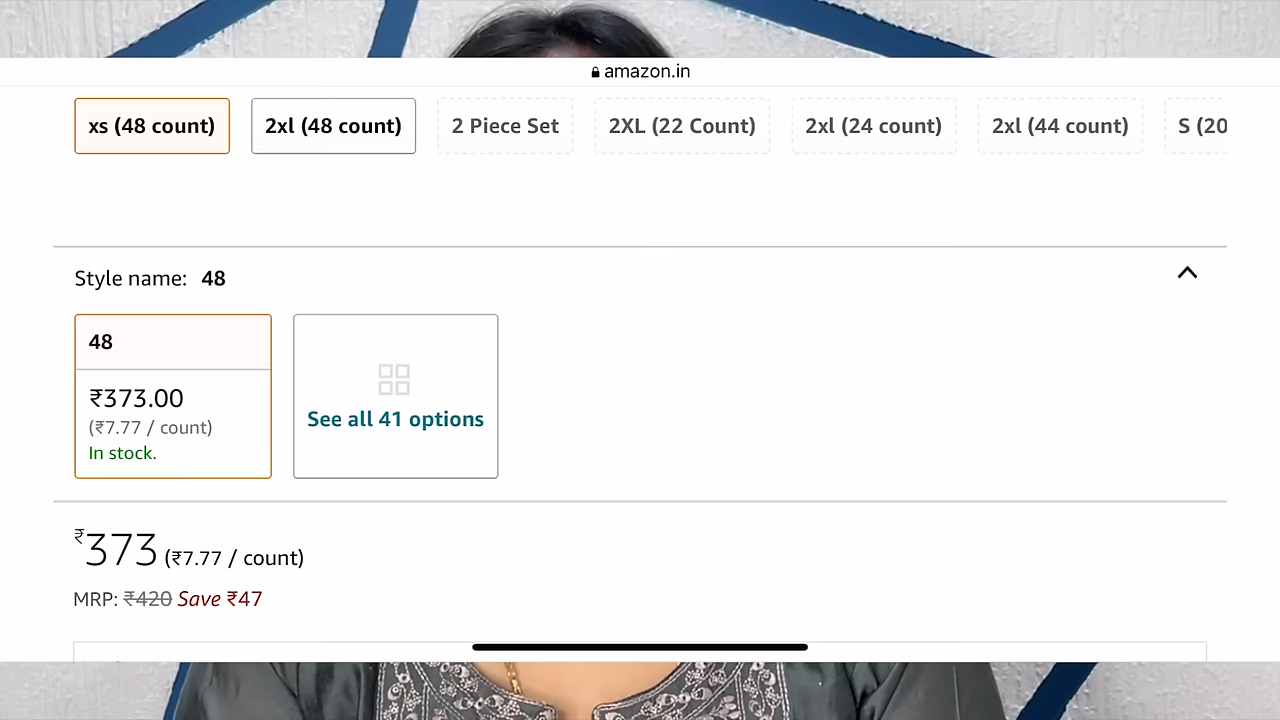 amazon.in
xs (48 count)
2xl (48 count)
2 Piece Set
2XL (22 Count)
2xl (24 count)
2xl (44 count)
S (20
Style name: 48
48
₹373.00
(₹7.77 / count)
In stock.
See all 41 options
₹373 (₹7.77 / count)
MRP: ₹420 Save ₹47